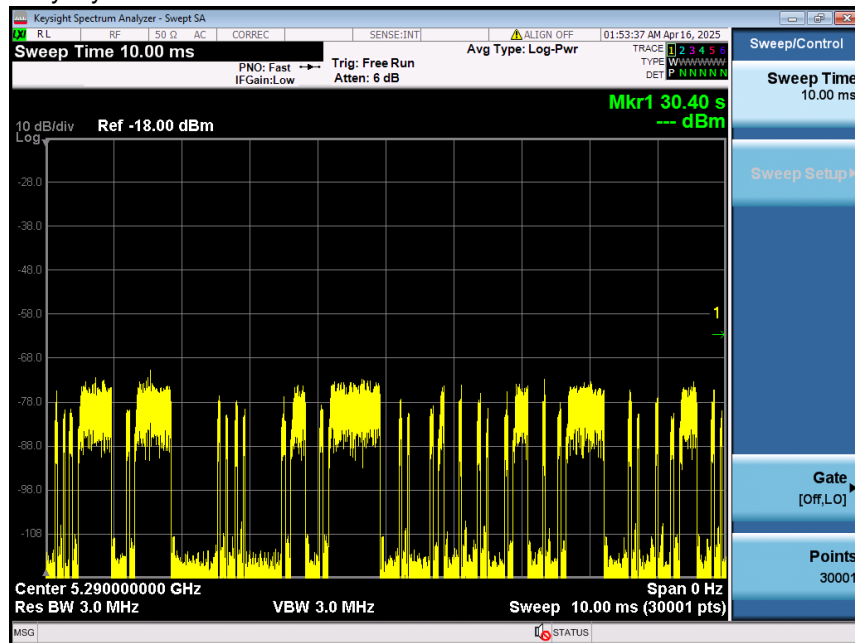 Keysight Spectrum Analyzer - Swept SA
LXI RL RF 50 Ω AC CORREC SENSE:INT ALIGN OFF 01:53:37 AM Apr 16, 2025
Sweep Time 10.00 ms
PNO: Fast
IFGain:Low
Trig: Free Run
Atten: 6 dB
Avg Type: Log-Pwr
TRACE 1 2 3 4 5 6
TYPE WWWWWW
DET P N N N N N
Mkr1 30.40 s
--- dBm
10 dB/div Ref -18.00 dBm
Log
-28.0
-38.0
-48.0
-58.0
1
-68.0
-78.0
-88.0
-98.0
-108
Center 5.290000000 GHz Span 0 Hz
Res BW 3.0 MHz VBW 3.0 MHz Sweep 10.00 ms (30001 pts)
MSG STATUS
Sweep/Control
Sweep Time
10.00 ms
Sweep Setup
Gate
[Off,LO]
Points
30001